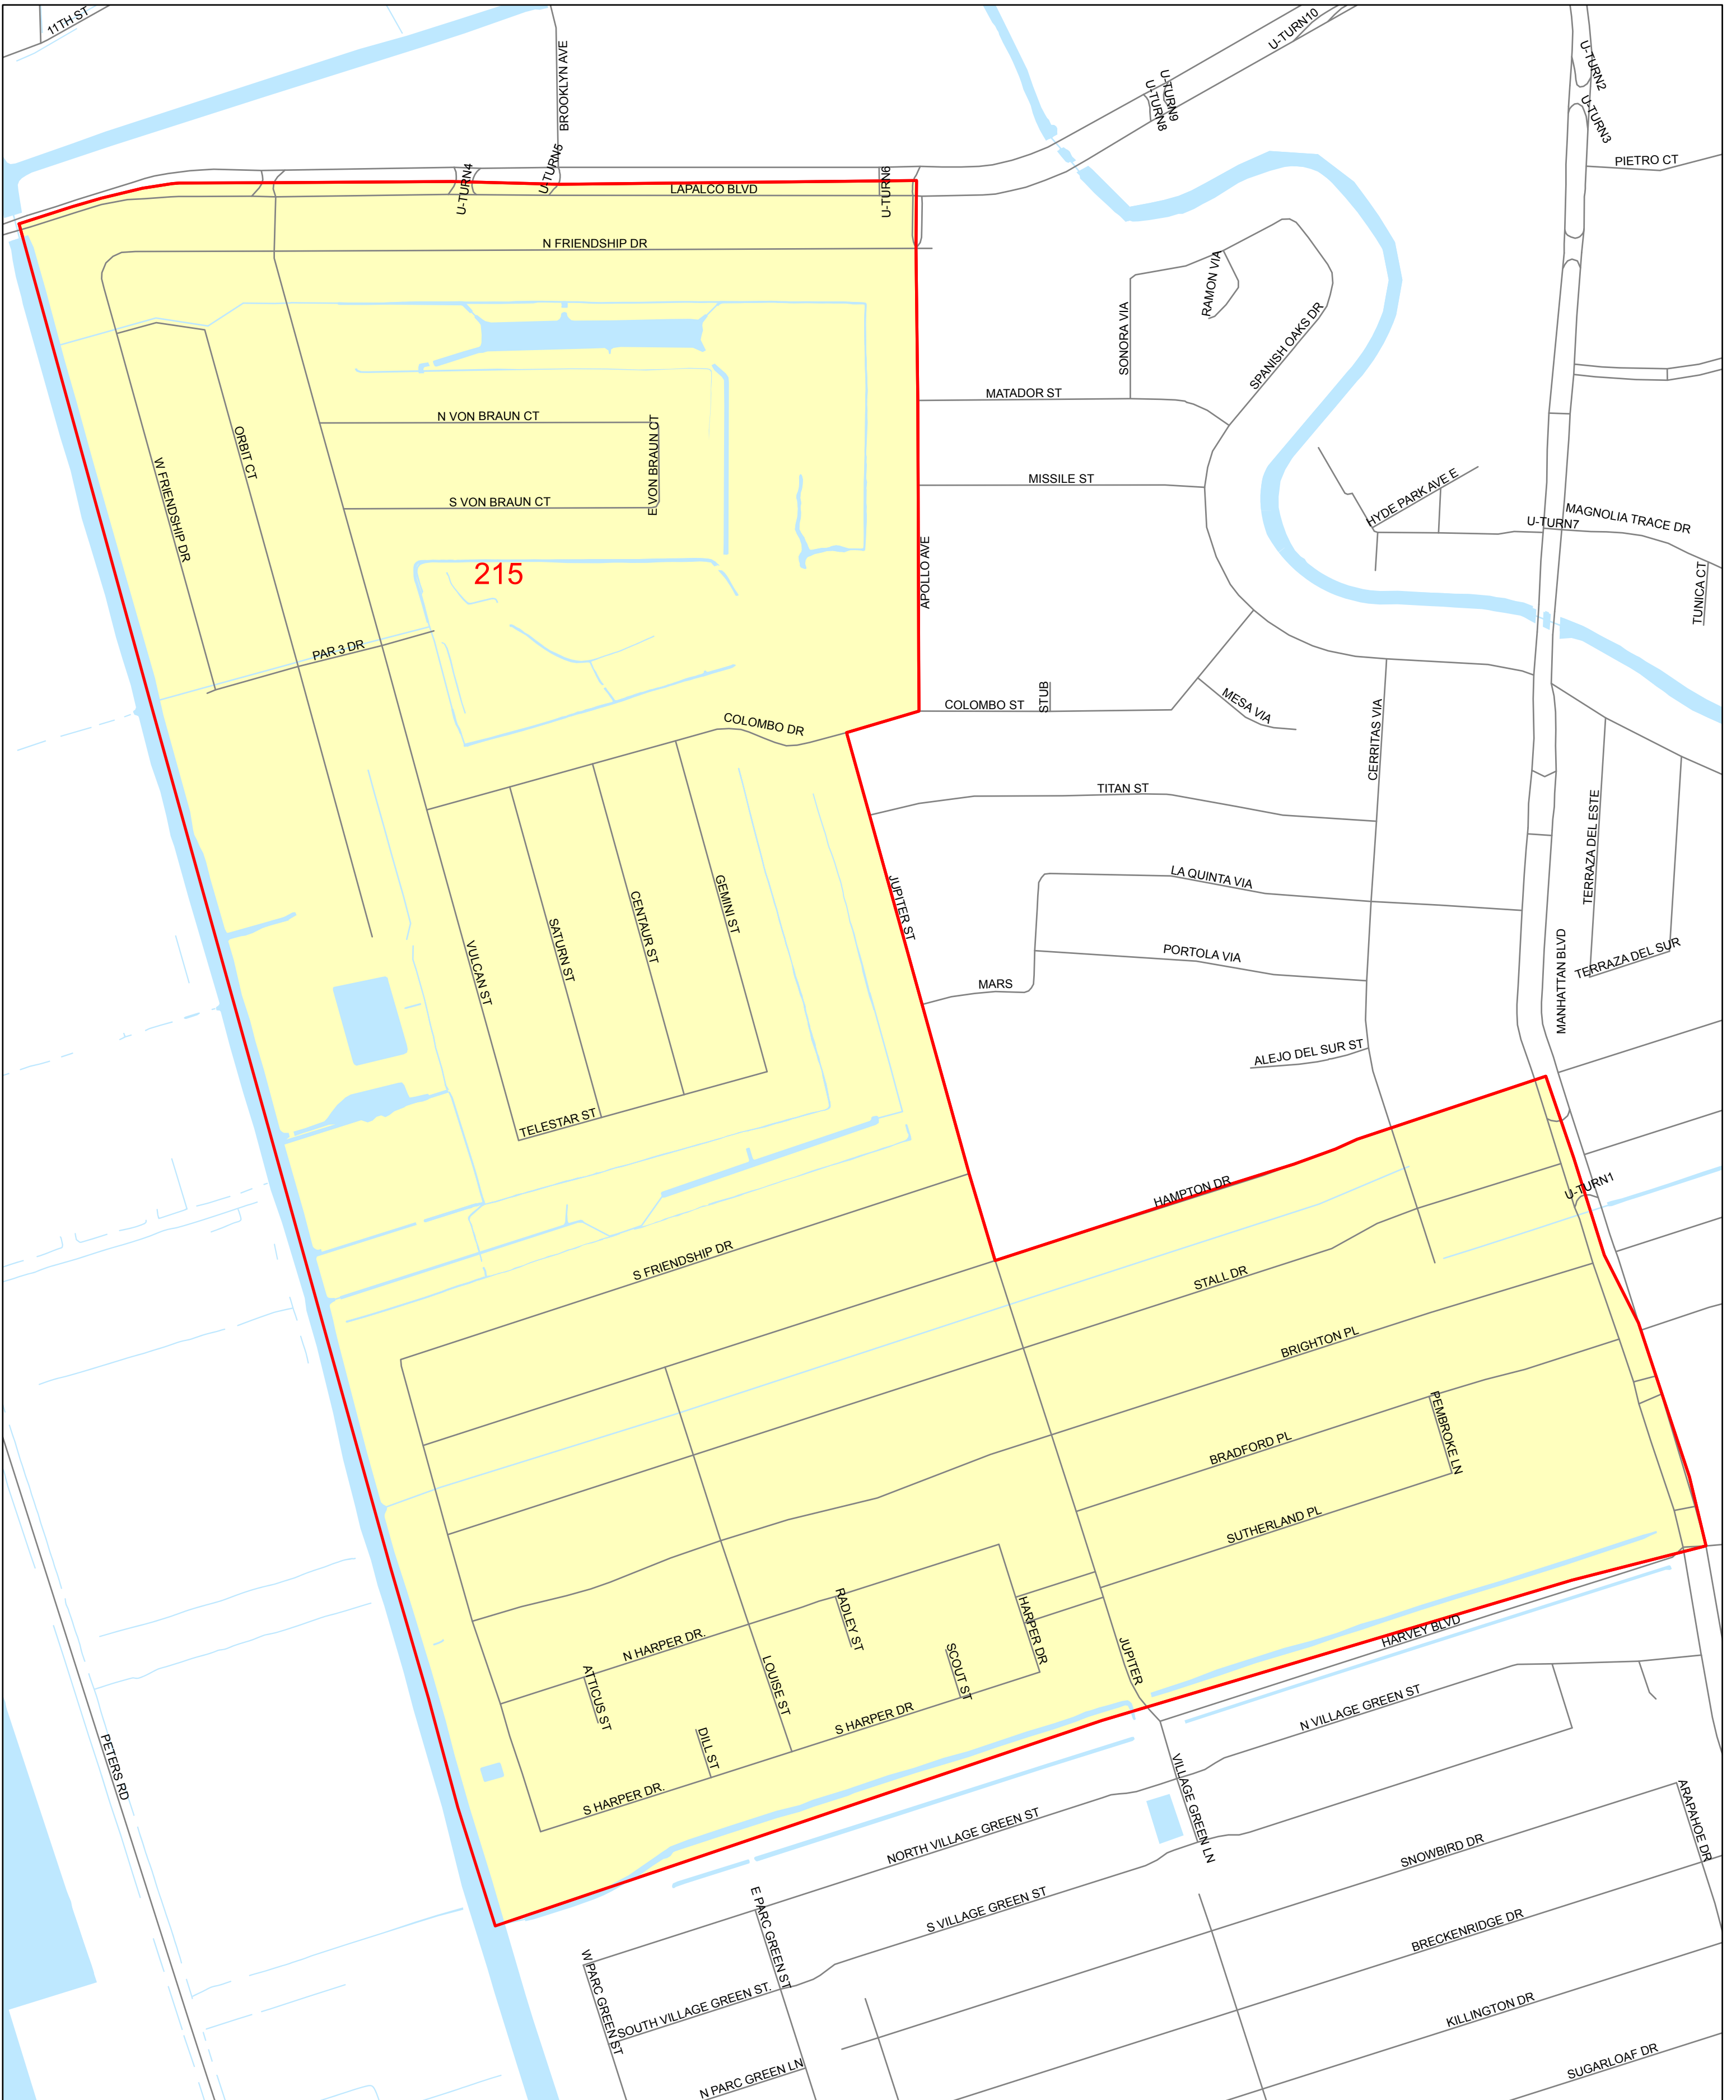 11TH ST
BROOKLYN AVE
U-TURN10
U-TURN2
U-TURN9
U-TURN8
U-TURN3
PIETRO CT
U-TURN4
U-TURN5
U-TURN6
LAPALCO BLVD
N FRIENDSHIP DR
RAMON VIA
SONORA VIA
SPANISH OAKS DR
MATADOR ST
N VON BRAUN CT
ORBIT CT
E VON BRAUN CT
W FRIENDSHIP DR
S VON BRAUN CT
MISSILE ST
HYDE PARK AVE E
MAGNOLIA TRACE DR
U-TURN7
215
APOLLO AVE
TUNICA CT
PAR 3 DR
COLOMBO DR
COLOMBO ST
STUB
MESA VIA
CERRITAS VIA
TITAN ST
TERRAZA DEL ESTE
LA QUINTA VIA
GEMINI ST
JUPITER ST
CENTAUR ST
SATURN ST
VULCAN ST
PORTOLA VIA
TERRAZA DEL SUR
MARS
MANHATTAN BLVD
ALEJO DEL SUR ST
TELESTAR ST
HAMPTON DR
U-TURN1
S FRIENDSHIP DR
STALL DR
BRIGHTON PL
PEMBROKE LN
BRADFORD PL
SUTHERLAND PL
RADLEY ST
HARPER DR
N HARPER DR.
HARVEY BLVD
JUPITER
SCOUT ST
LOUISE ST
ATTICUS ST
N VILLAGE GREEN ST
S HARPER DR
DILL ST
PETERS RD
VILLAGE GREEN LN
S HARPER DR.
ARAPAHOE DR
NORTH VILLAGE GREEN ST
SNOWBIRD DR
E PARC GREEN ST
S VILLAGE GREEN ST
BRECKENRIDGE DR
W PARC GREEN ST
SOUTH VILLAGE GREEN ST.
KILLINGTON DR
N PARC GREEN LN
SUGARLOAF DR